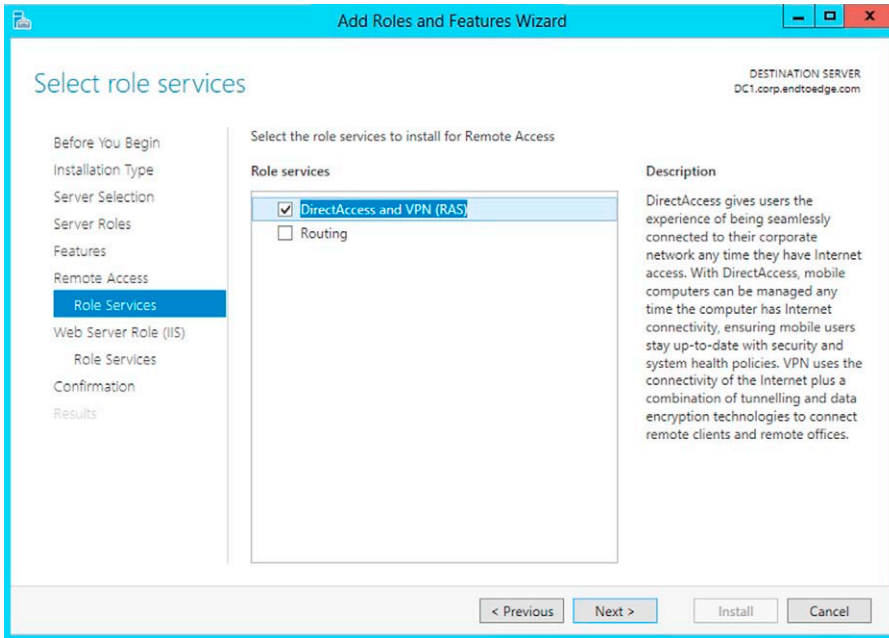 Add Roles and Features Wizard
Select role services
DESTINATION SERVER
DC1.corp.endtoedge.com
Before You Begin
Installation Type
Server Selection
Server Roles
Features
Remote Access
Role Services
Web Server Role (IIS)
Role Services
Confirmation
Results
Select the role services to install for Remote Access
Role services
DirectAccess and VPN (RAS)
Routing
Description
DirectAccess gives users the
experience of being seamlessly
connected to their corporate
network any time they have Internet
access. With DirectAccess, mobile
computers can be managed any
time the computer has Internet
connectivity, ensuring mobile users
stay up-to-date with security and
system health policies. VPN uses the
connectivity of the Internet plus a
combination of tunnelling and data
encryption technologies to connect
remote clients and remote offices.
< Previous
Next >
Install
Cancel